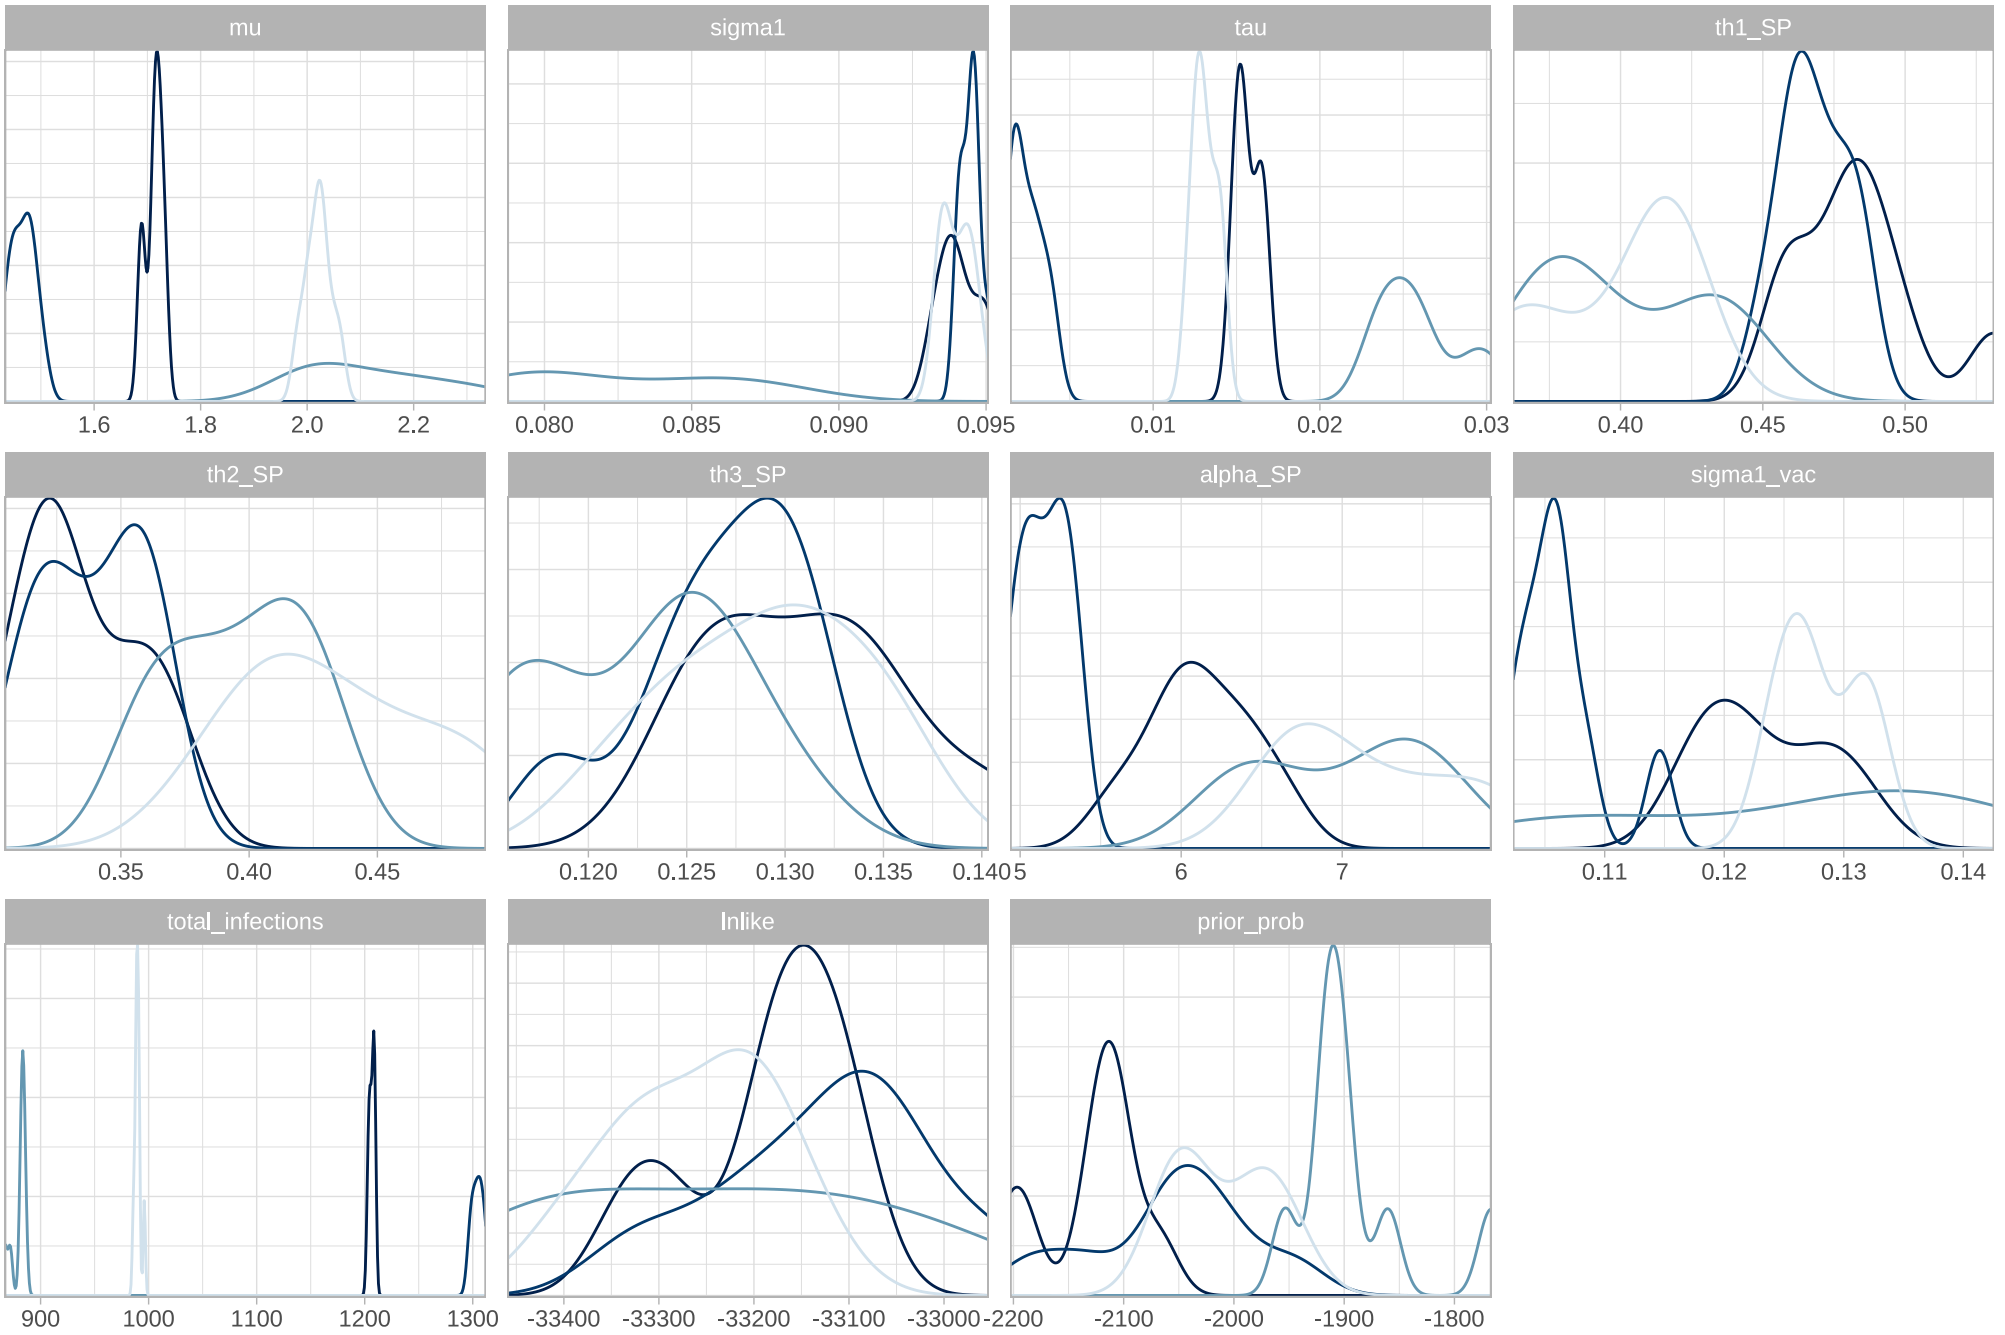 mu sigma1 tau th1_SP
1.6 1.8 2.0 2.2 0.080 0.085 0.090 0.095 0.01 0.02 0.03 0.40 0.45 0.50
th2_SP th3_SP alpha_SP sigma1_vac
0.35 0.40 0.45 0.120 0.125 0.130 0.135 0.140 5 6 7 0.11 0.12 0.13 0.14
total_infections lnlike prior_prob
900 1000 1100 1200 1300 -33400 -33300 -33200 -33100 -33000 -2200 -2100 -2000 -1900 -1800